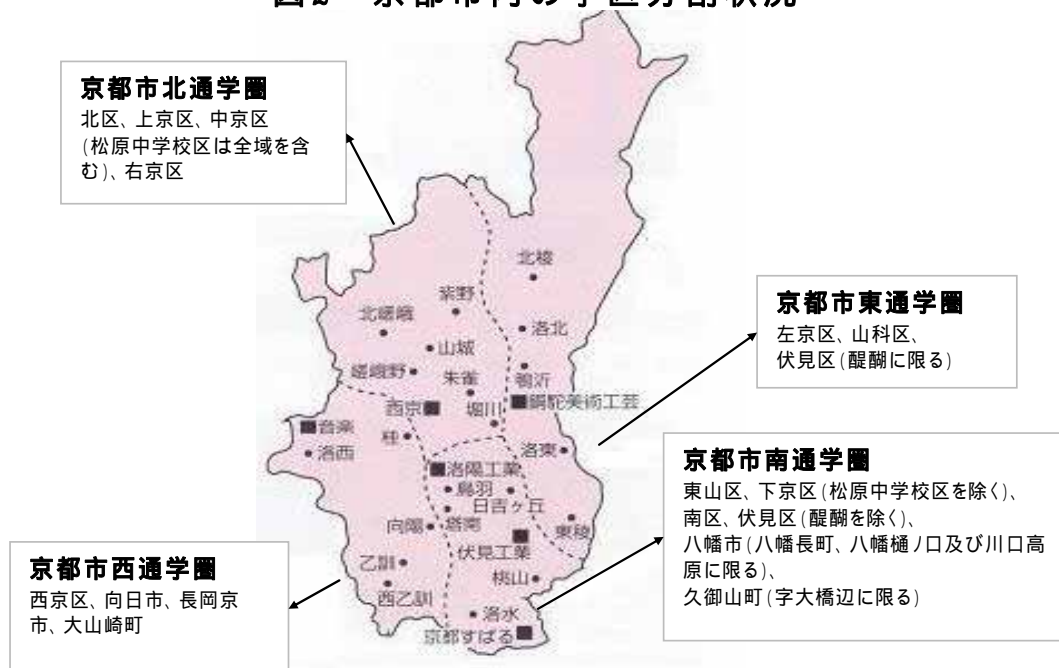 図2 京都市内の学区分割状況
京都市北通学圏
北区、上京区、中京区
(松原中学校区は全域を含
む)、右京区
北稜
紫野
北嵯峨
洛北
山城
嵯峨野
朱雀
鴨沂
西京
堀川
銅駝美術工芸
音楽
桂
洛西
洛東
洛陽工業
鳥羽
日吉ヶ丘
向陽
塔南
東稜
伏見工業
乙訓
桃山
西乙訓
洛水
京都すばる
京都市東通学圏
左京区、山科区、
伏見区(醍醐に限る)
京都市南通学圏
東山区、下京区(松原中学校区を除く)、
南区、伏見区(醍醐を除く)、
八幡市(八幡長町、八幡樋ノ口及び川口高
原に限る)、
久御山町(字大橋辺に限る)
京都市西通学圏
西京区、向日市、長岡京
市、大山崎町